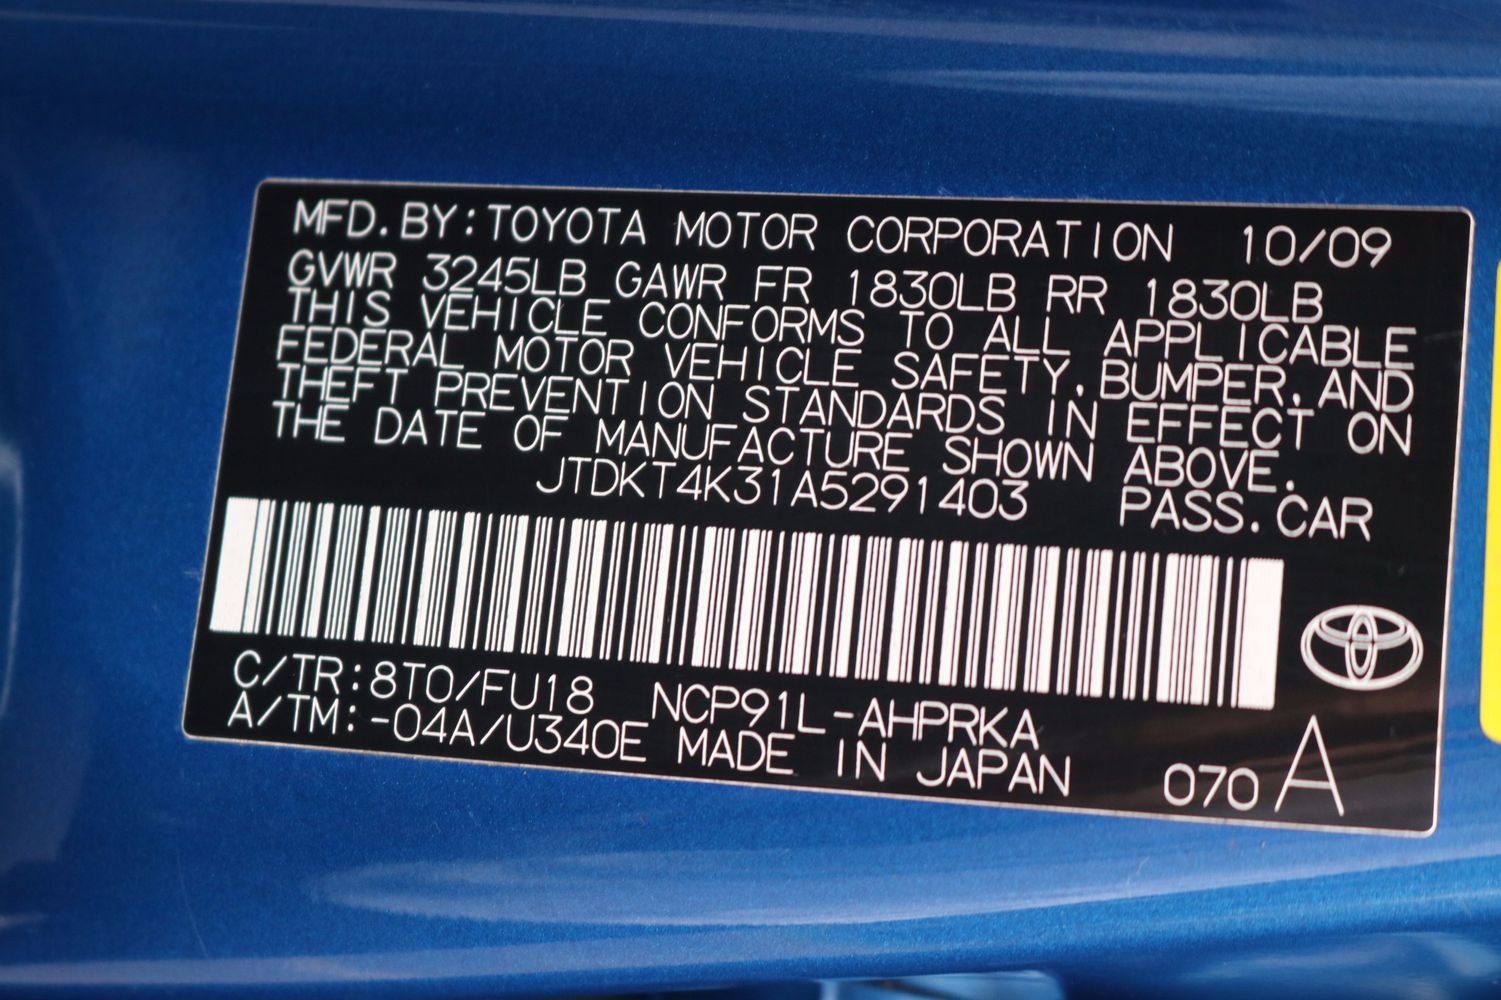 MFD.BY:TOYOTA MOTOR CORPORATION 10/09
GVWR 3245LB GAWR FR 1830LB RR 1830LB
THIS VEHICLE CONFORMS TO ALL APPLICABLE
FEDERAL MOTOR VEHICLE SAFETY,BUMPER,AND
THEFT PREVENTION STANDARDS IN EFFECT ON
THE DATE OF MANUFACTURE SHOWN ABOVE.
JTDKT4K31A5291403 PASS.CAR
C/TR:8T0/FU18 NCP91L-AHPRKA
A/TM:-04A/U340E MADE IN JAPAN 070 A